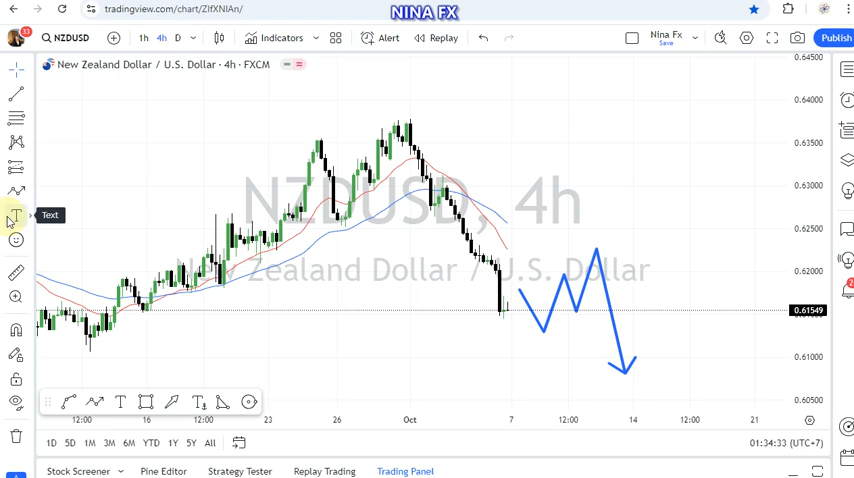 tradingview.com/chart/ZIfXNIAn/
NINA FX
33
NZDUSD
1h 4h D
Indicators
Alert
Replay
Nina Fx
Save
Publish
New Zealand Dollar / U.S. Dollar · 4h · FXCM
NZDUSD, 4h
New Zealand Dollar / U.S. Dollar
Text
0.64500
0.64000
0.63500
0.63000
0.62500
0.62000
0.61549
0.61000
0.60500
12:00 16 12:00 23 26 Oct 7 12:00 14 12:00 21
1D 5D 1M 3M 6M YTD 1Y 5Y All
01:34:33 (UTC+7)
Stock Screener Pine Editor Strategy Tester Replay Trading Trading Panel